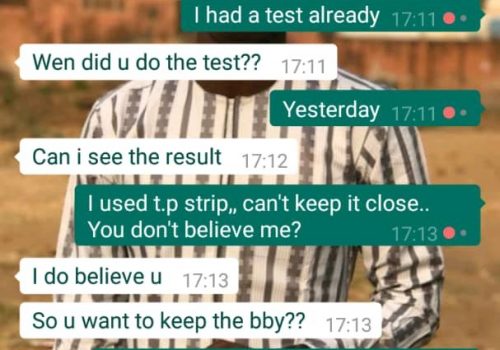 I had a test already 17:11
Wen did u do the test?? 17:11
Yesterday 17:11
Can i see the result 17:12
I used t.p strip,, can't keep it close..
You don't believe me? 17:13
I do believe u 17:13
So u want to keep the bby?? 17:13